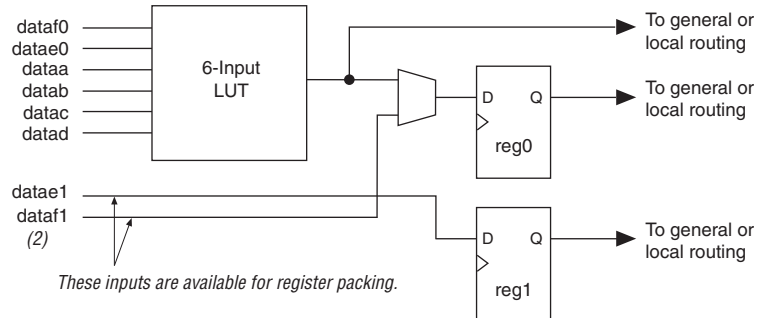 dataf0
datae0
dataa
datab
datac
datad
6-Input
LUT
To general or
local routing
D Q
reg0
To general or
local routing
datae1
dataf1
(2)
These inputs are available for register packing.
D Q
reg1
To general or
local routing